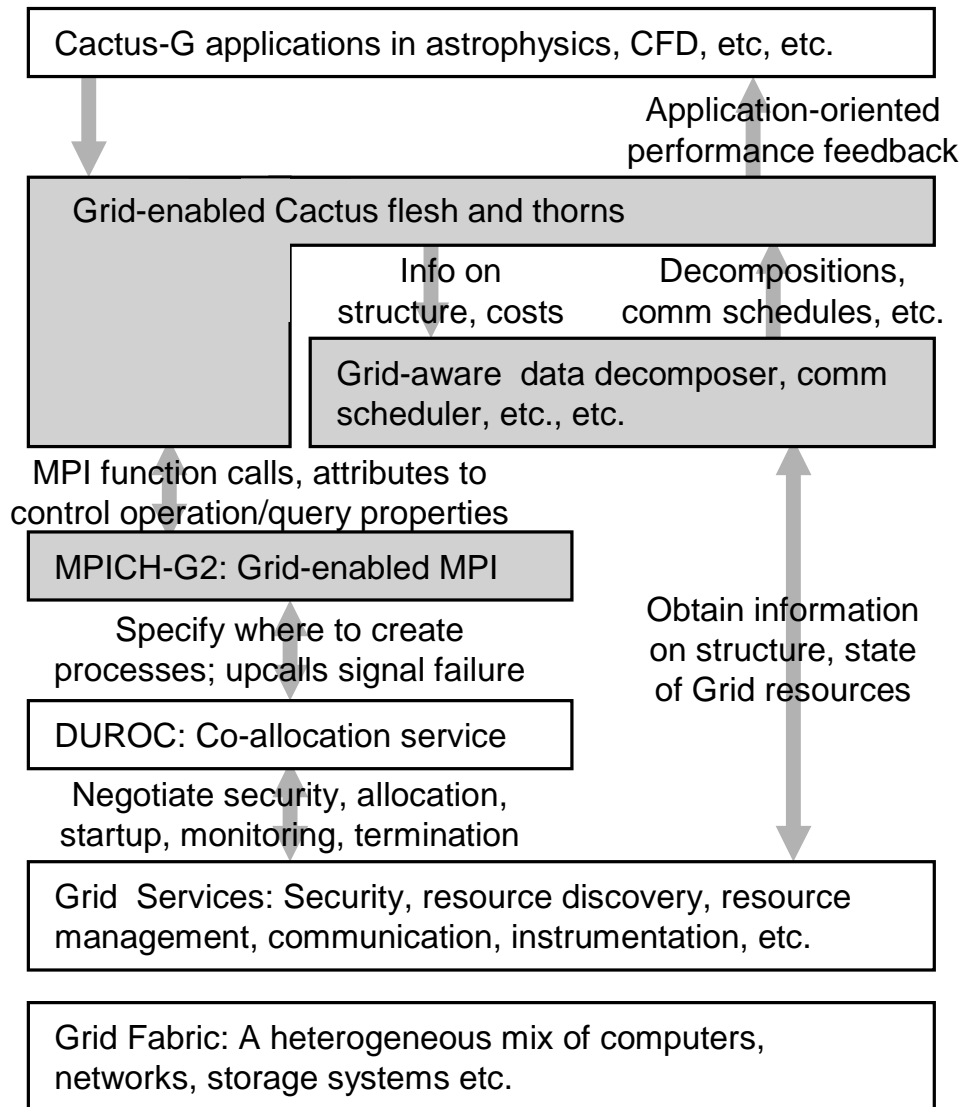 Cactus-G applications in astrophysics, CFD, etc, etc.
Application-oriented
performance feedback
Grid-enabled Cactus flesh and thorns
Info on
structure, costs
Decompositions,
comm schedules, etc.
Grid-aware data decomposer, comm
scheduler, etc., etc.
MPI function calls, attributes to
control operation/query properties
MPICH-G2: Grid-enabled MPI
Specify where to create
processes; upcalls signal failure
Obtain information
on structure, state
of Grid resources
DUROC: Co-allocation service
Negotiate security, allocation,
startup, monitoring, termination
Grid Services: Security, resource discovery, resource
management, communication, instrumentation, etc.
Grid Fabric: A heterogeneous mix of computers,
networks, storage systems etc.